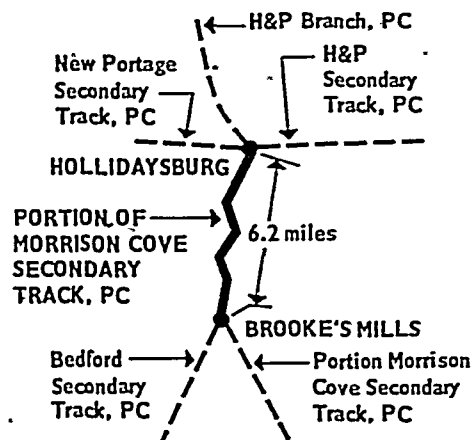 H&P Branch, PC
New Portage
Secondary
Track, PC
H&P
Secondary
Track, PC
HOLLIDAYSBURG
PORTION OF
MORRISON COVE
SECONDARY
TRACK, PC
6.2 miles
BROOKE'S MILLS
Bedford
Secondary
Track, PC
Portion Morrison
Cove Secondary
Track, PC